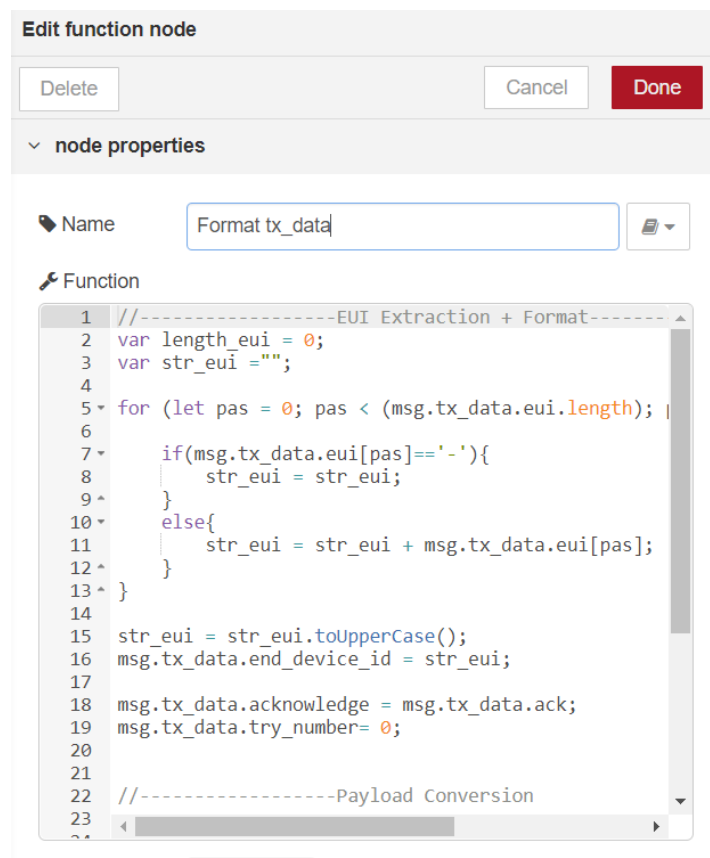 Edit function node
Delete Cancel Done
node properties
Name Format tx_data
Function
1 //------------------EUI Extraction + Format-------
2 var length_eui = 0;
3 var str_eui ="";
4
5 for (let pas = 0; pas < (msg.tx_data.eui.length);
6
7 if(msg.tx_data.eui[pas]=='-'){
8 str_eui = str_eui;
9 }
10 else{
11 str_eui = str_eui + msg.tx_data.eui[pas];
12 }
13 }
14
15 str_eui = str_eui.toUpperCase();
16 msg.tx_data.end_device_id = str_eui;
17
18 msg.tx_data.acknowledge = msg.tx_data.ack;
19 msg.tx_data.try_number= 0;
20
21
22 //------------------Payload Conversion
23